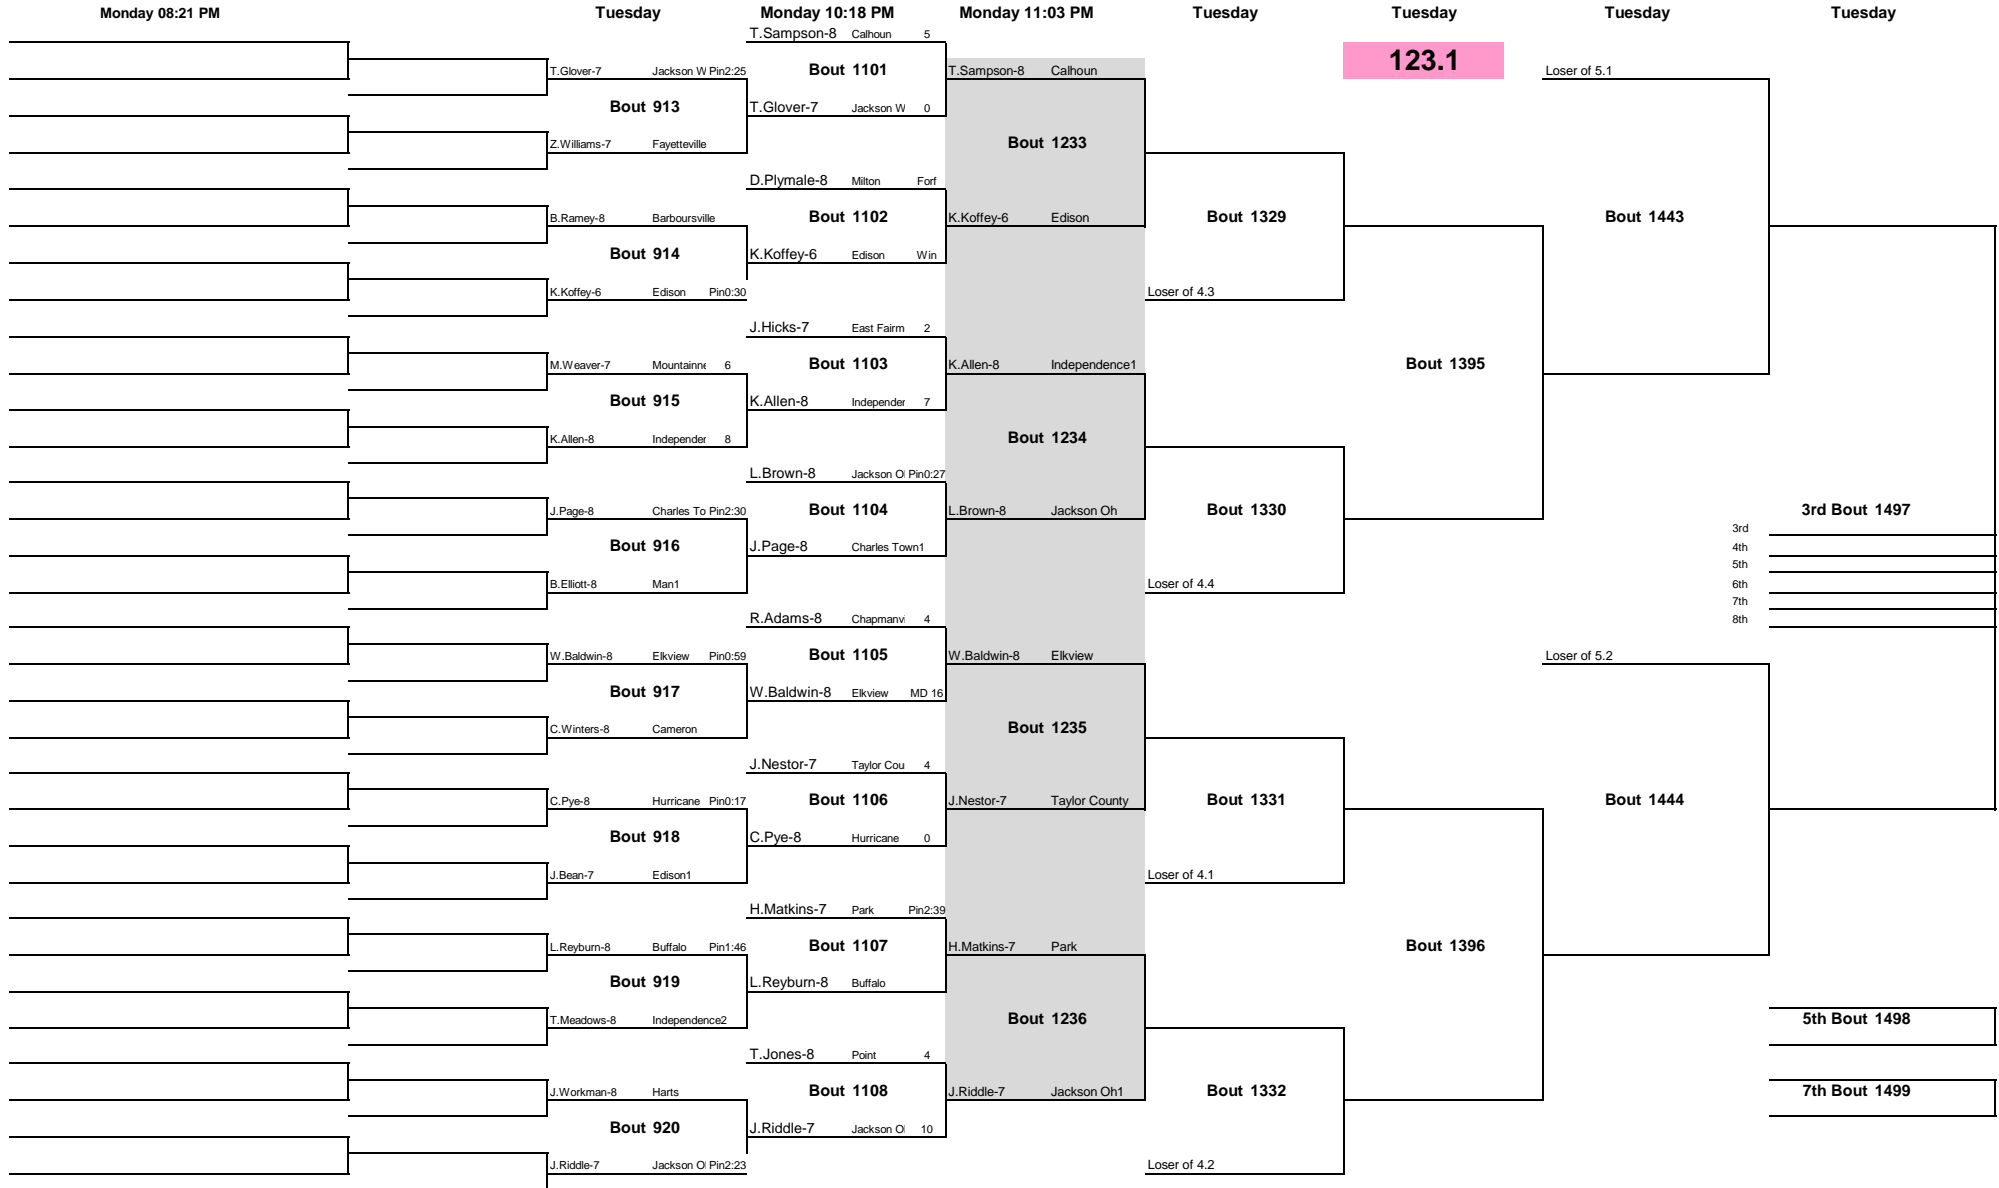 Monday 08:21 PM Tuesday Monday 10:18 PM Monday 11:03 PM Tuesday Tuesday Tuesday Tuesday
T.Sampson-8 Calhoun 5
123.1
T.Glover-7 Jackson W Pin2:25 Bout 1101 T.Sampson-8 Calhoun Loser of 5.1
Bout 913 T.Glover-7 Jackson W 0
Z.Williams-7 Fayetteville Bout 1233
D.Plymale-8 Milton Forf
B.Ramey-8 Barboursville Bout 1102 K.Koffey-6 Edison Bout 1329 Bout 1443
Bout 914 K.Koffey-6 Edison Win
K.Koffey-6 Edison Pin0:30 Loser of 4.3
J.Hicks-7 East Fairm 2
M.Weaver-7 Mountainne 6 Bout 1103 K.Allen-8 Independence1 Bout 1395
Bout 915 K.Allen-8 Independer 7
K.Allen-8 Independer 8 Bout 1234
L.Brown-8 Jackson Ol Pin0:27
J.Page-8 Charles To Pin2:30 Bout 1104 L.Brown-8 Jackson Oh Bout 1330 3rd Bout 1497
3rd
Bout 916 J.Page-8 Charles Town1 4th
5th
B.Elliott-8 Man1 Loser of 4.4 6th
7th
R.Adams-8 Chapmanvi 4 8th
W.Baldwin-8 Elkview Pin0:59 Bout 1105 W.Baldwin-8 Elkview Loser of 5.2
Bout 917 W.Baldwin-8 Elkview MD 16
C.Winters-8 Cameron Bout 1235
J.Nestor-7 Taylor Cou 4
C.Pye-8 Hurricane Pin0:17 Bout 1106 J.Nestor-7 Taylor County Bout 1331 Bout 1444
Bout 918 C.Pye-8 Hurricane 0
J.Bean-7 Edison1 Loser of 4.1
H.Matkins-7 Park Pin2:39
L.Reyburn-8 Buffalo Pin1:46 Bout 1107 H.Matkins-7 Park Bout 1396
Bout 919 L.Reyburn-8 Buffalo
T.Meadows-8 Independence2 Bout 1236 5th Bout 1498
T.Jones-8 Point 4
J.Workman-8 Harts Bout 1108 J.Riddle-7 Jackson Oh1 Bout 1332 7th Bout 1499
Bout 920 J.Riddle-7 Jackson Ol 10
J.Riddle-7 Jackson Ol Pin2:23 Loser of 4.2